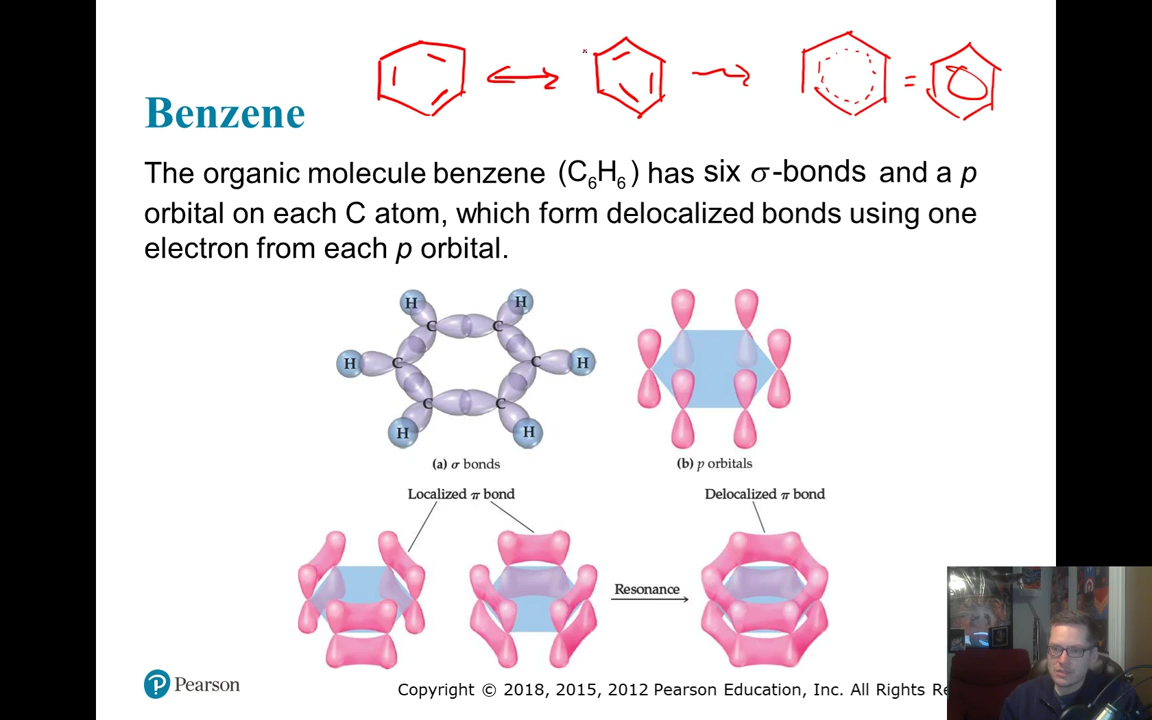 Benzene
The organic molecule benzene (C₆H₆) has six σ-bonds and a p
orbital on each C atom, which form delocalized bonds using one
electron from each p orbital.
H H
C C
H C C H
C C
H H
(a) σ bonds (b) p orbitals
Localized π bond Delocalized π bond
Resonance
P Pearson
Copyright © 2018, 2015, 2012 Pearson Education, Inc. All Rights Re